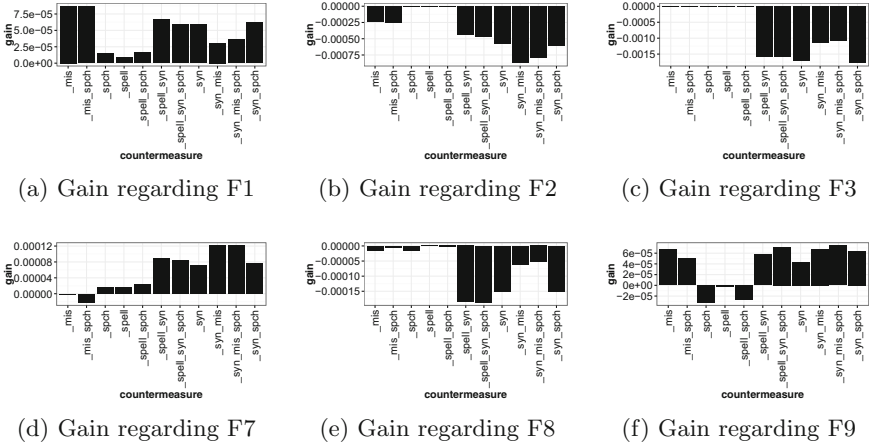 gain
7.5e−05
5.0e−05
2.5e−05
0.0e+00
_mis
_mis_spch
_spch
_spell
_spell_spch
_spell_syn
_spell_syn_spch
_syn
_syn_mis
_syn_mis_spch
_syn_spch
countermeasure
(a) Gain regarding F1
gain
0.00000
−0.00025
−0.00050
−0.00075
_mis
_mis_spch
_spch
_spell
_spell_spch
_spell_syn
_spell_syn_spch
_syn
_syn_mis
_syn_mis_spch
_syn_spch
countermeasure
(b) Gain regarding F2
gain
0.0000
−0.0005
−0.0010
−0.0015
_mis
_mis_spch
_spch
_spell
_spell_spch
_spell_syn
_spell_syn_spch
_syn
_syn_mis
_syn_mis_spch
_syn_spch
countermeasure
(c) Gain regarding F3
gain
0.00012
0.00008
0.00004
0.00000
_mis
_mis_spch
_spch
_spell
_spell_spch
_spell_syn
_spell_syn_spch
_syn
_syn_mis
_syn_mis_spch
_syn_spch
countermeasure
(d) Gain regarding F7
gain
0.00000
−0.00005
−0.00010
−0.00015
_mis
_mis_spch
_spch
_spell
_spell_spch
_spell_syn
_spell_syn_spch
_syn
_syn_mis
_syn_mis_spch
_syn_spch
countermeasure
(e) Gain regarding F8
gain
6e−05
4e−05
2e−05
0e+00
−2e−05
_mis
_mis_spch
_spch
_spell
_spell_spch
_spell_syn
_spell_syn_spch
_syn
_syn_mis
_syn_mis_spch
_syn_spch
countermeasure
(f) Gain regarding F9